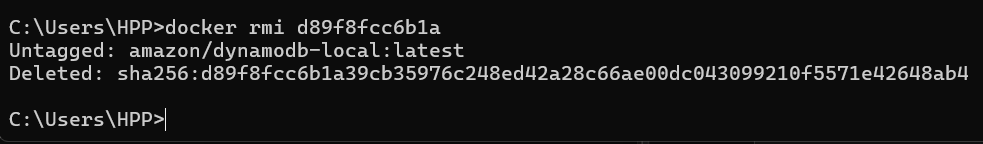 C:\Users\HPP>docker rmi d89f8fcc6b1a
Untagged: amazon/dynamodb-local:latest
Deleted: sha256:d89f8fcc6b1a39cb35976c248ed42a28c66ae00dc043099210f5571e42648ab4
C:\Users\HPP>